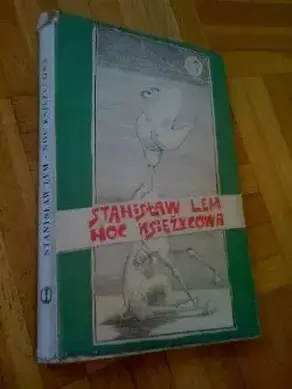 STANISŁAW LEM
NOC KSIĘŻYCOWA
STANISŁAW LEM · NOC KSIĘŻYCOWA